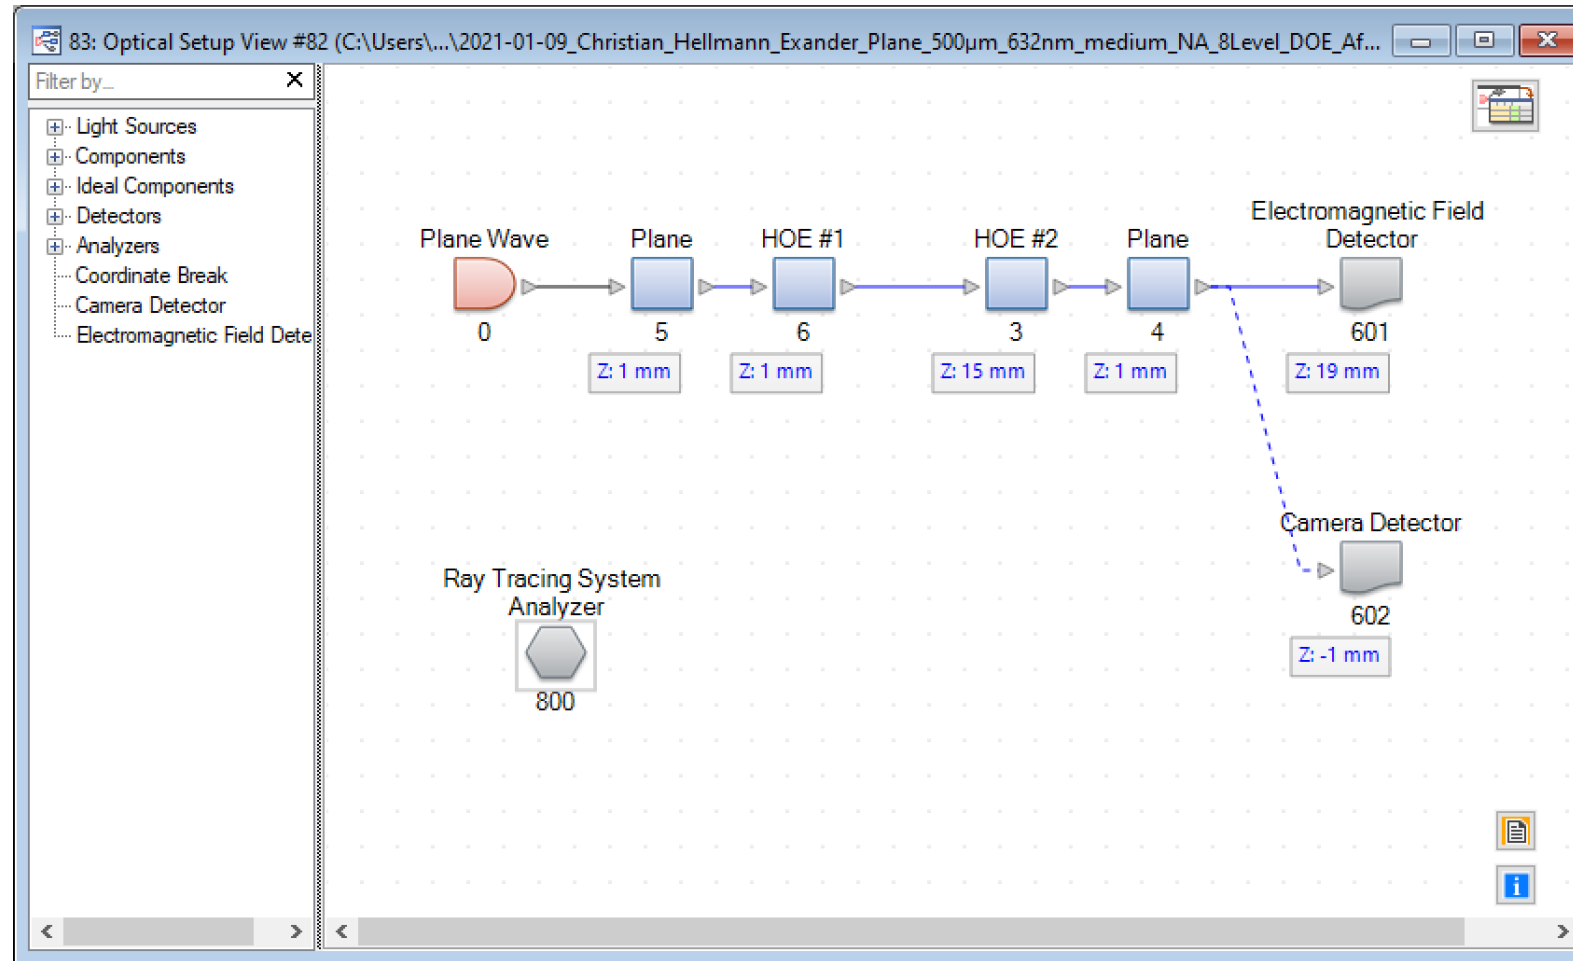 83: Optical Setup View #82 (C:\Users\...\2021-01-09_Christian_Hellmann_Exander_Plane_500µm_632nm_medium_NA_8Level_DOE_Af...
Filter by...
Light Sources
Components
Ideal Components
Detectors
Analyzers
Coordinate Break
Camera Detector
Electromagnetic Field Dete
Plane Wave
0
Plane
5
Z: 1 mm
HOE #1
6
Z: 1 mm
HOE #2
3
Z: 15 mm
Plane
4
Z: 1 mm
Electromagnetic Field
Detector
601
Z: 19 mm
Camera Detector
602
Z: -1 mm
Ray Tracing System
Analyzer
800